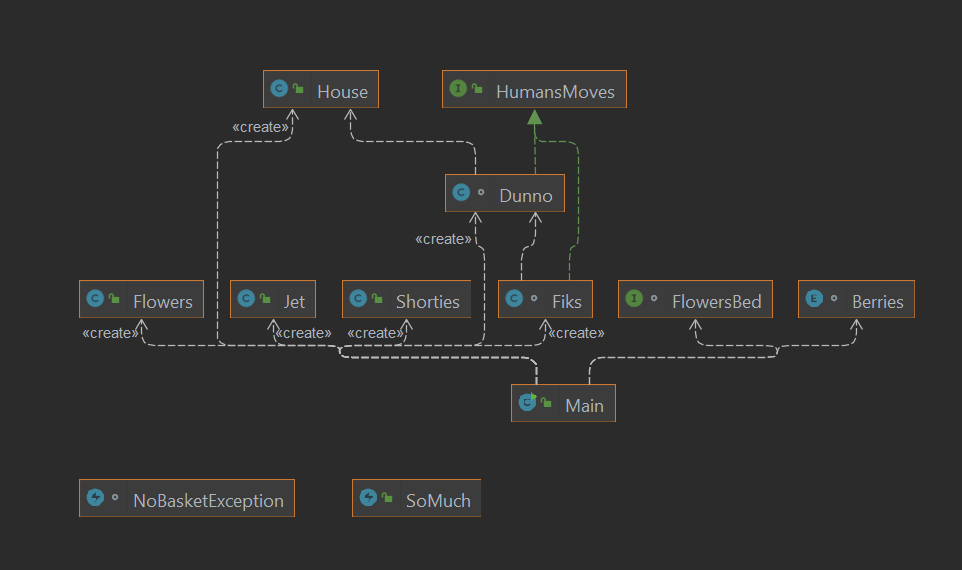 C House
I HumansMoves
«create»
C Dunno
«create»
C Flowers
C Jet
C Shorties
C Fiks
I FlowersBed
E Berries
«create»
«create»
«create»
«create»
C Main
NoBasketException
SoMuch